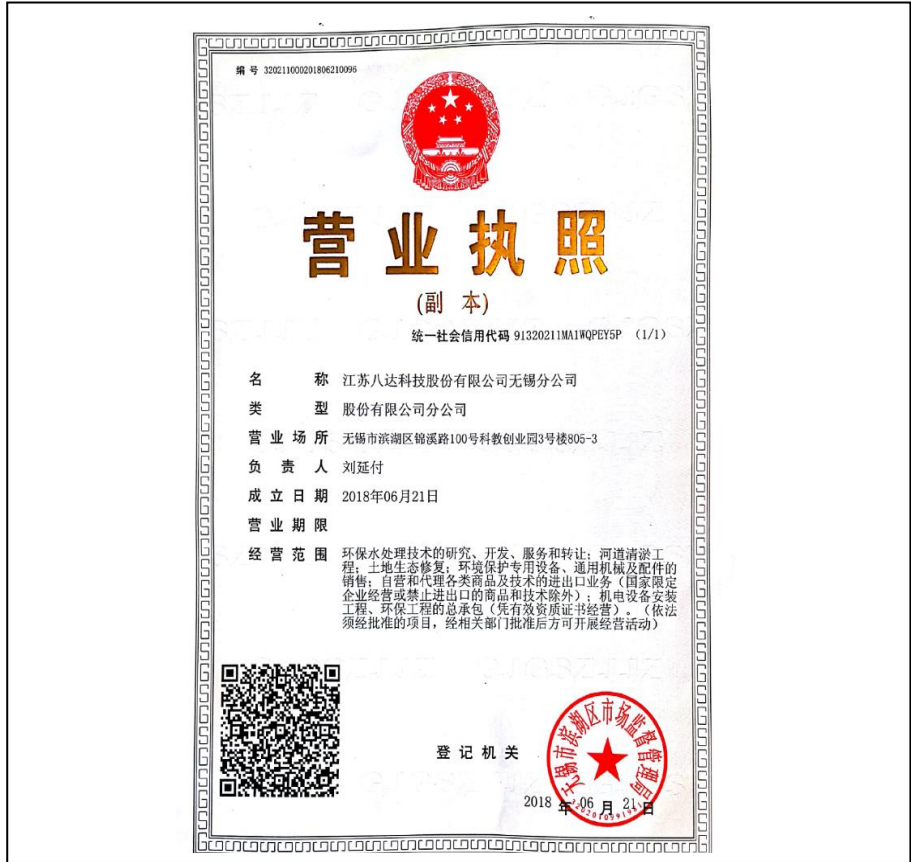 编号 320211000201806210096
营业执照
(副 本)
统一社会信用代码 91320211MA1WQPEY5P (1/1)
名 称 江苏八达科技股份有限公司无锡分公司
类 型 股份有限公司分公司
营业场所 无锡市滨湖区锦溪路100号科教创业园3号楼805-3
负 责 人 刘延付
成立日期 2018年06月21日
营业期限
经营范围 环保水处理技术的研究、开发、服务和转让；河道清淤工
程；土地生态修复；环境保护专用设备、通用机械及配件的
销售；自营和代理各类商品及技术的进出口业务（国家限定
企业经营或禁止进出口的商品和技术除外）；机电设备安装
工程、环保工程的总承包（凭有效资质证书经营）。（依法
须经批准的项目，经相关部门批准后方可开展经营活动）
登记机关
无锡市滨湖区市场监督管理局
2018 年 06 月 21 日